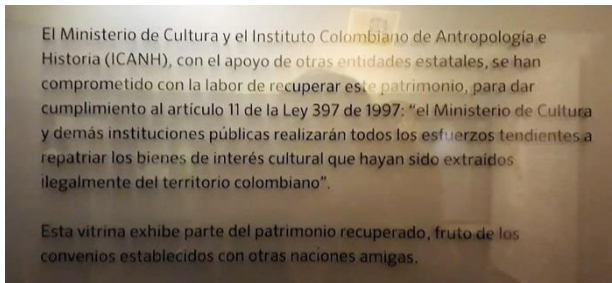 El Ministerio de Cultura y el Instituto Colombiano de Antropología e
Historia (ICANH), con el apoyo de otras entidades estatales, se han
comprometido con la labor de recuperar este patrimonio, para dar
cumplimiento al artículo 11 de la Ley 397 de 1997: “el Ministerio de Cultura
y demás instituciones públicas realizarán todos los esfuerzos tendientes a
repatriar los bienes de interés cultural que hayan sido extraídos
ilegalmente del territorio colombiano”.
Esta vitrina exhibe parte del patrimonio recuperado, fruto de los
convenios establecidos con otras naciones amigas.